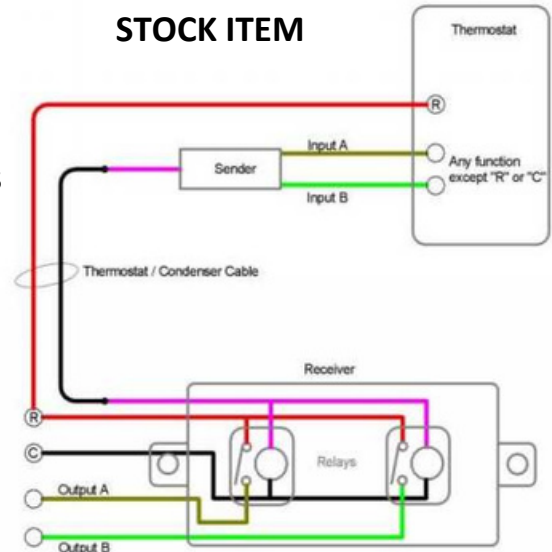 STOCK ITEM
Thermostat
R
Input A
Sender
Any function
except "R" or "C"
Input B
Thermostat / Condenser Cable
Receiver
R
C
Relays
Output A
Output B